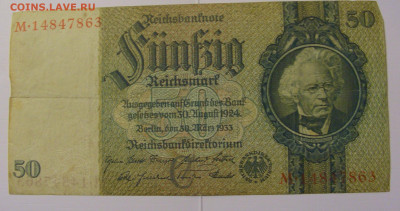 COINS.LAVE.RU
Reichsbanknote
50
M·14847863
Fünfzig
Reichsmark
Ausgegeben auf Grund des Bank-
gesetzes vom 30. August 1924
Berlin, den 30. März 1933
Reichsbankdirektorium
50
M·14847863